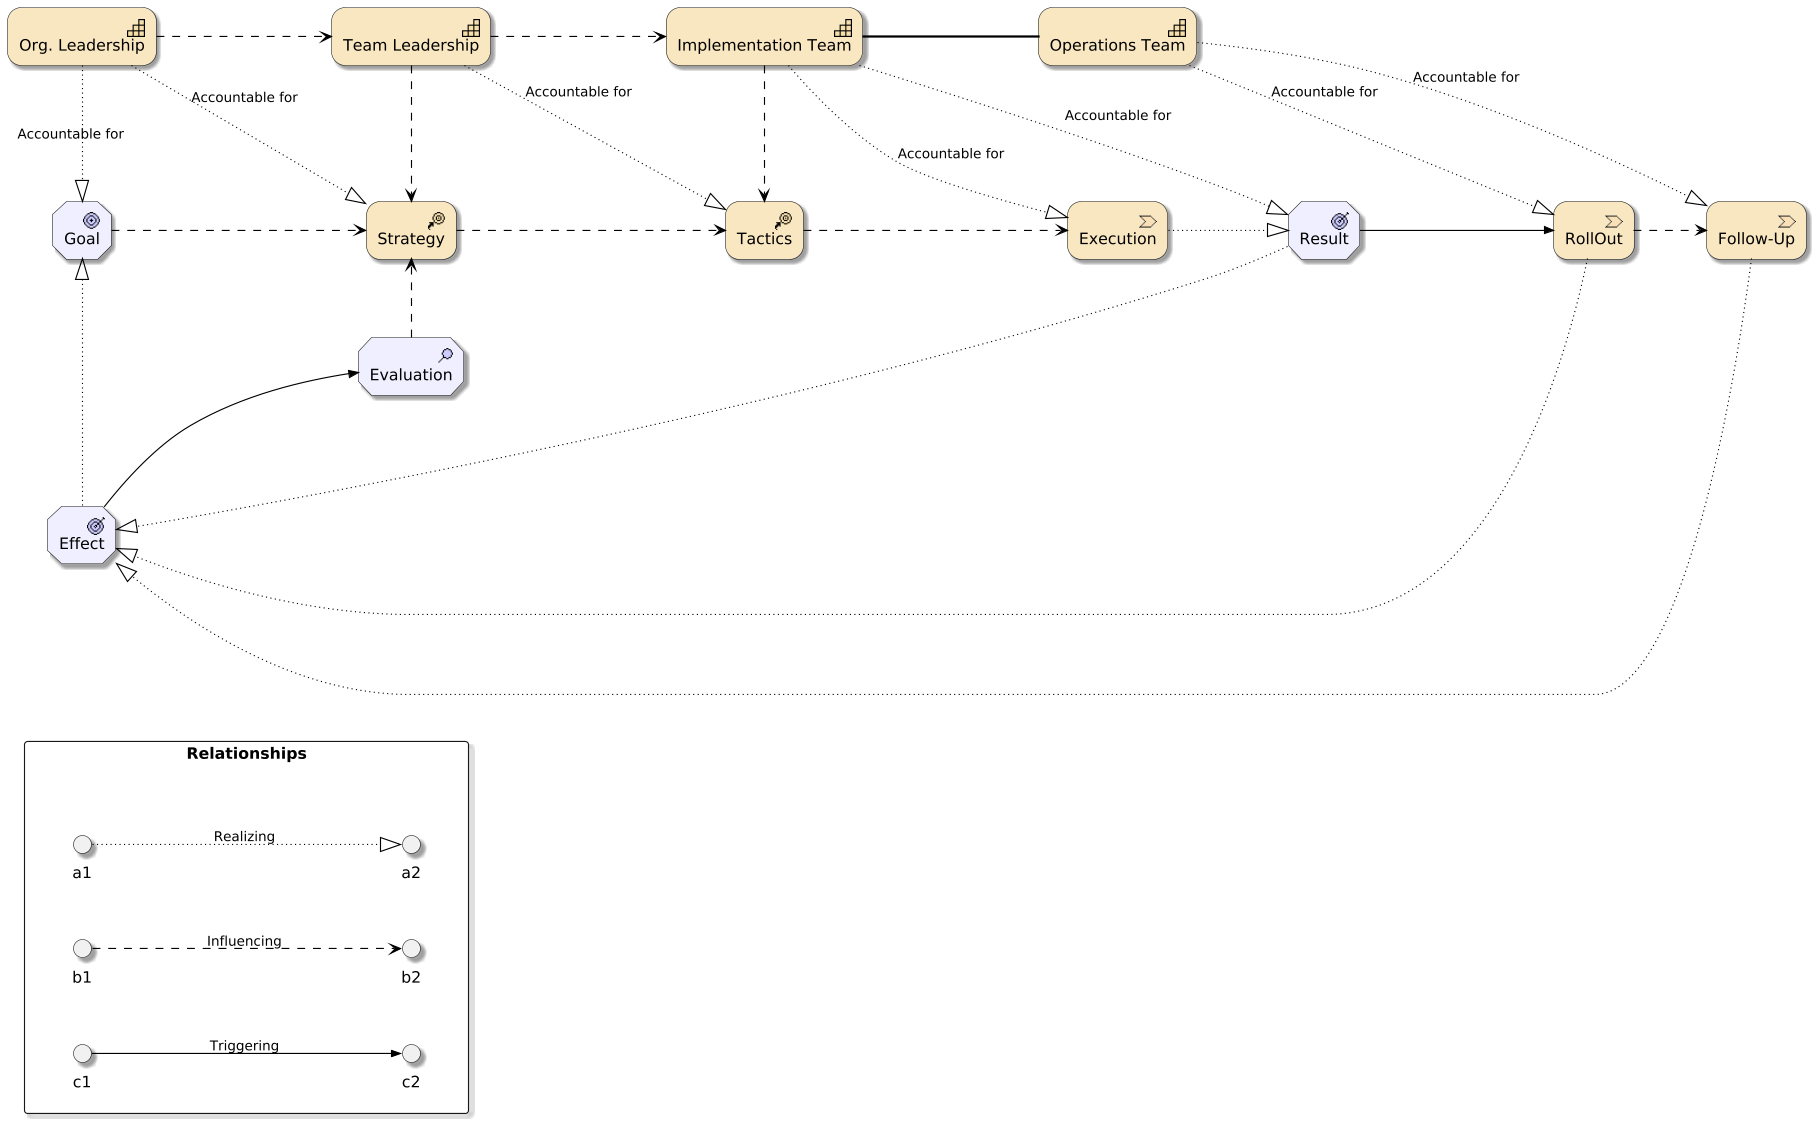 Org. Leadership
Team Leadership
Implementation Team
Operations Team
Accountable for
Accountable for
Accountable for
Accountable for
Accountable for
Accountable for
Accountable for
Goal
Strategy
Tactics
Execution
Result
RollOut
Follow-Up
Evaluation
Effect
Relationships
Realizing
a1
a2
Influencing
b1
b2
Triggering
c1
c2